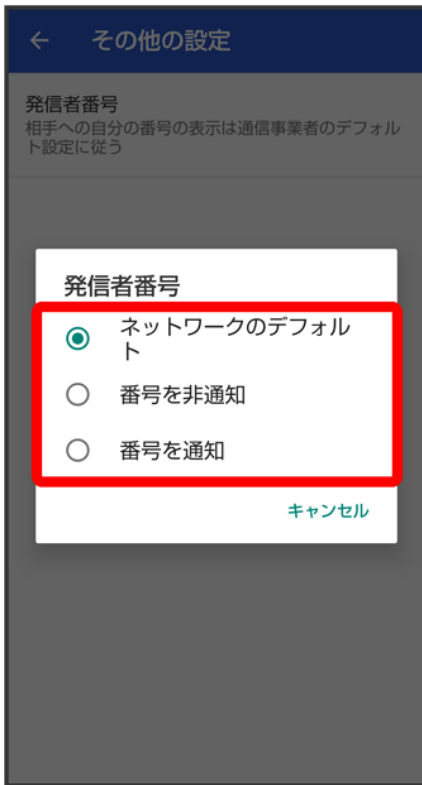 その他の設定
発信者番号
相手への自分の番号の表示は通信事業者のデフォル
ト設定に従う
発信者番号
ネットワークのデフォル
ト
番号を非通知
番号を通知
キャンセル